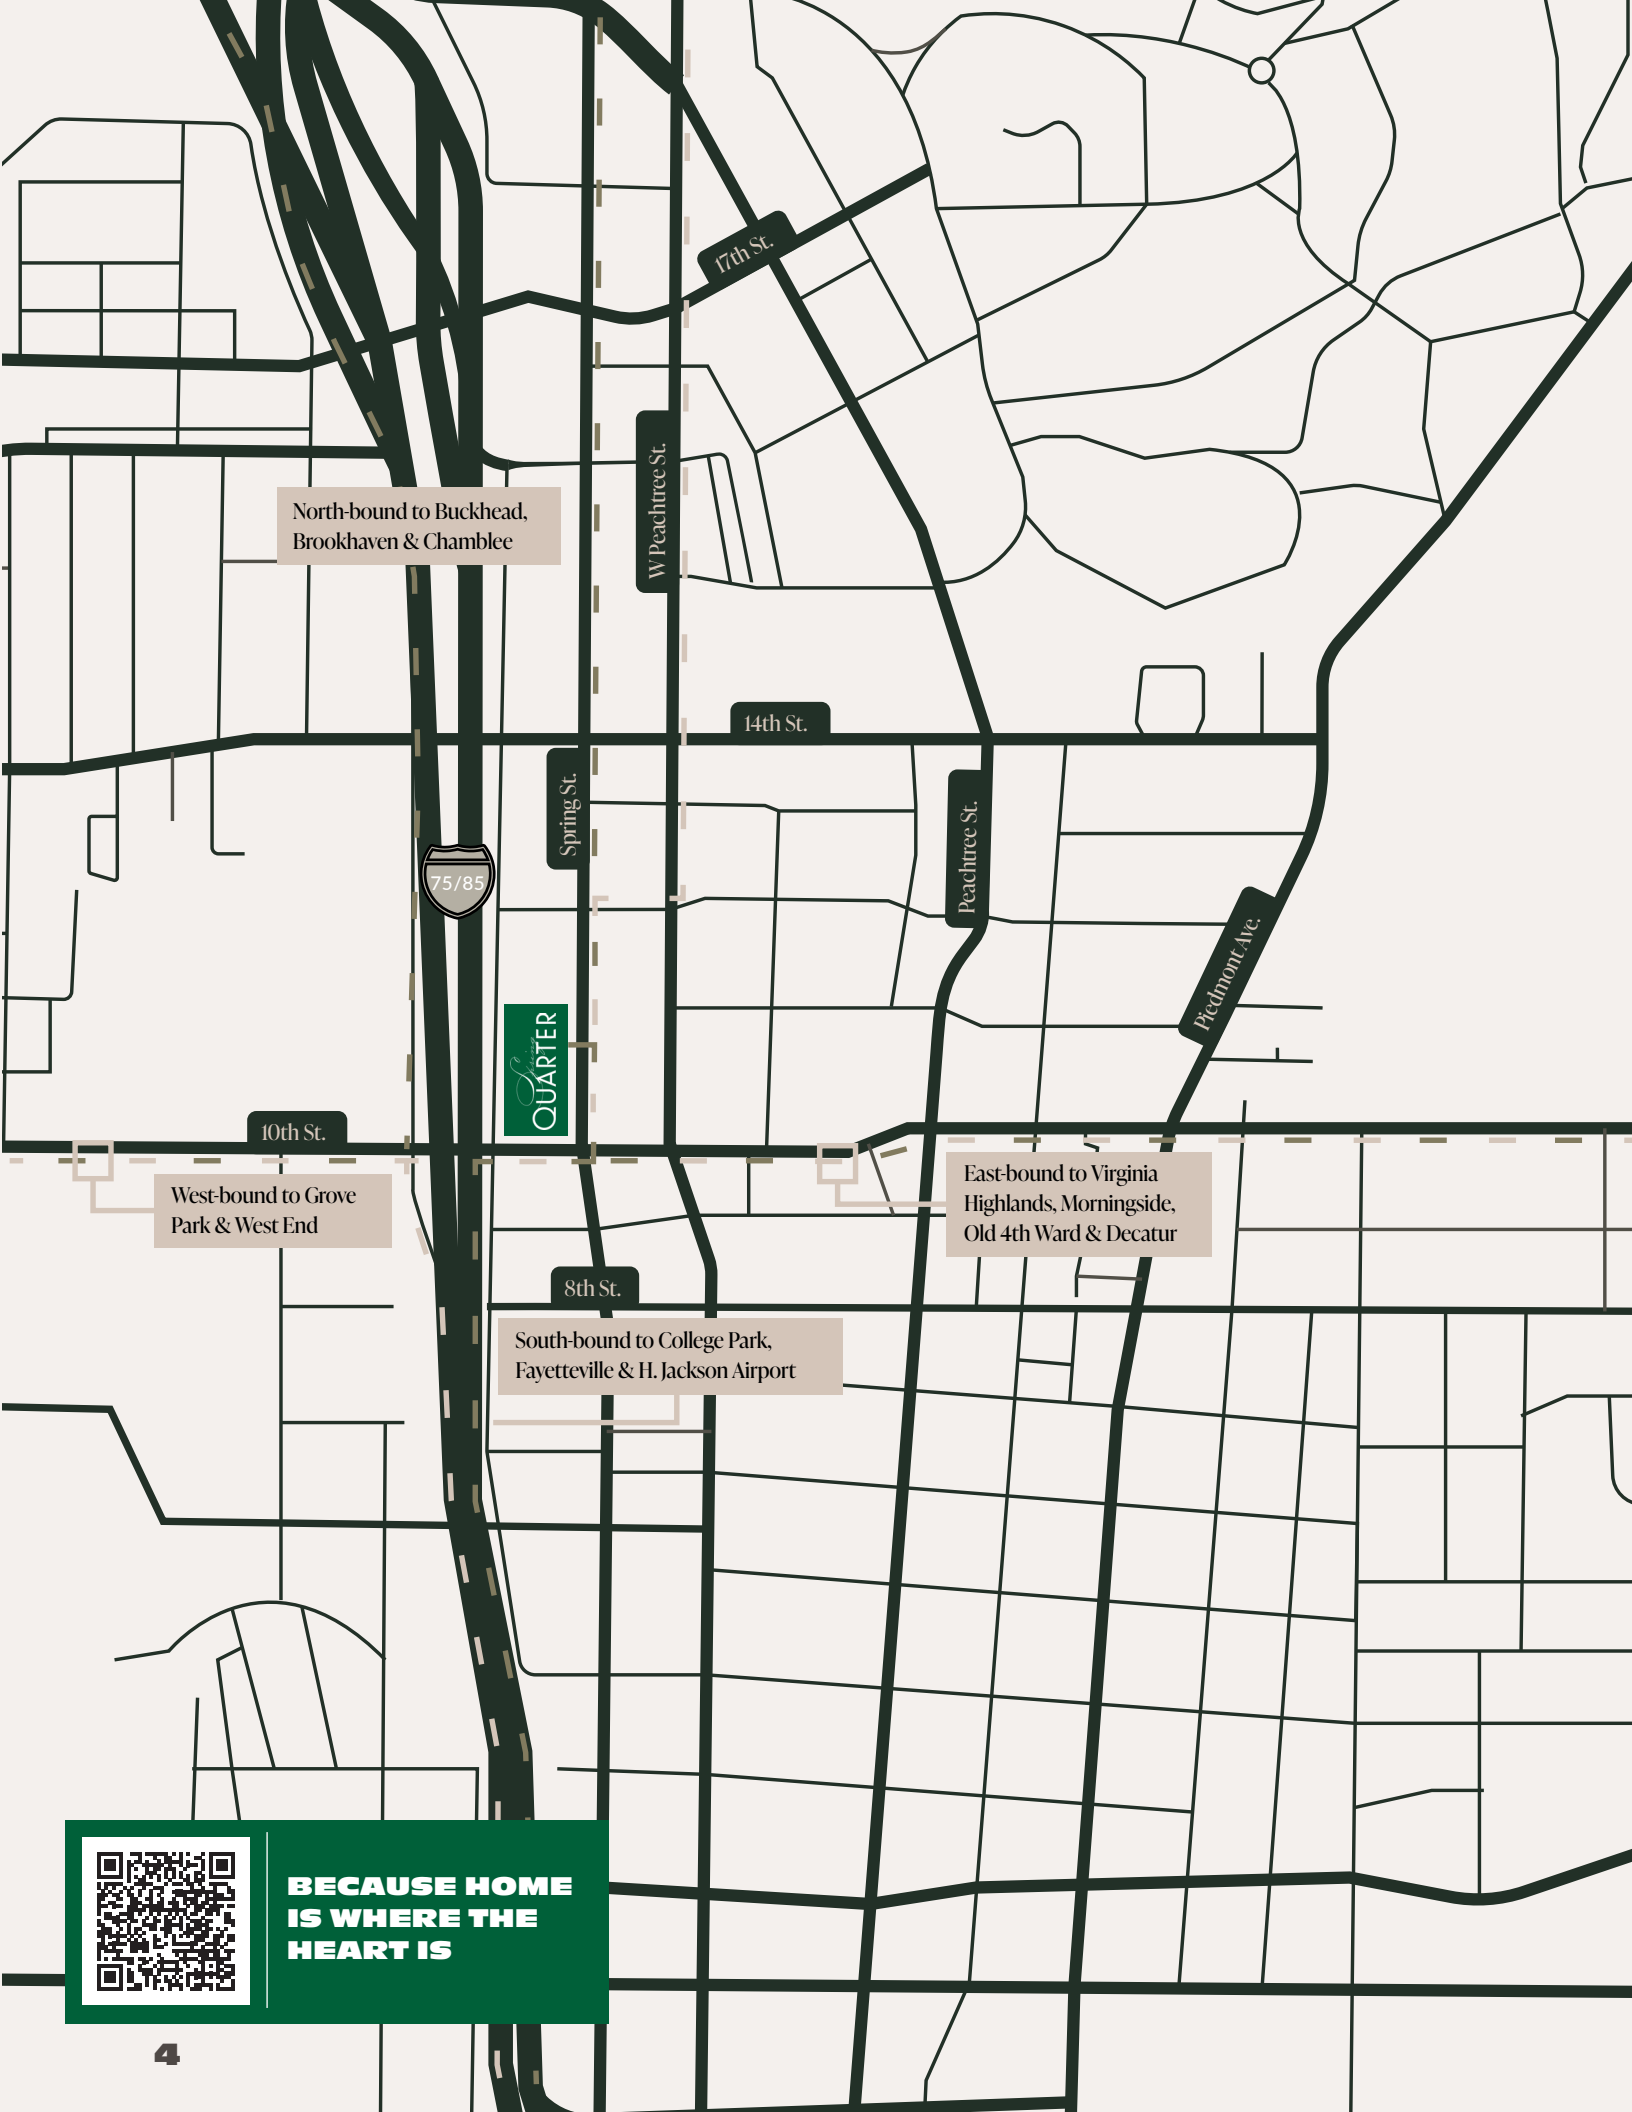 17th St.
W Peachtree St.
North-bound to Buckhead,
Brookhaven & Chamblee
14th St.
Spring St.
Peachtree St.
75/85
Piedmont Ave.
Spring
QUARTER
10th St.
West-bound to Grove
Park & West End
East-bound to Virginia
Highlands, Morningside,
Old 4th Ward & Decatur
8th St.
South-bound to College Park,
Fayetteville & H. Jackson Airport
BECAUSE HOME
IS WHERE THE
HEART IS
4